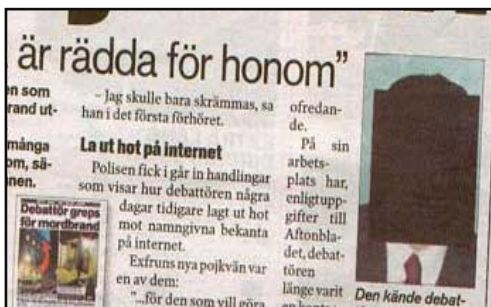 är rädda för honom"
en som
rand ut-
många
om, sä-
nen.
Debattör greps
för mordbrand
– Jag skulle bara skrämmas, sa
han i det första förhöret.
La ut hot på internet
Polisen fick i går in handlingar
som visar hur debattören några
dagar tidigare lagt ut hot
mot namngivna bekanta
på internet.
Exfruns nya pojkvän var
en av dem:
"...för den som vill göra
ofredan-
de.
På sin
arbets-
plats har,
enligt upp-
gifter till
Aftonbla-
det, debat-
tören
länge varit
Den kände debat-